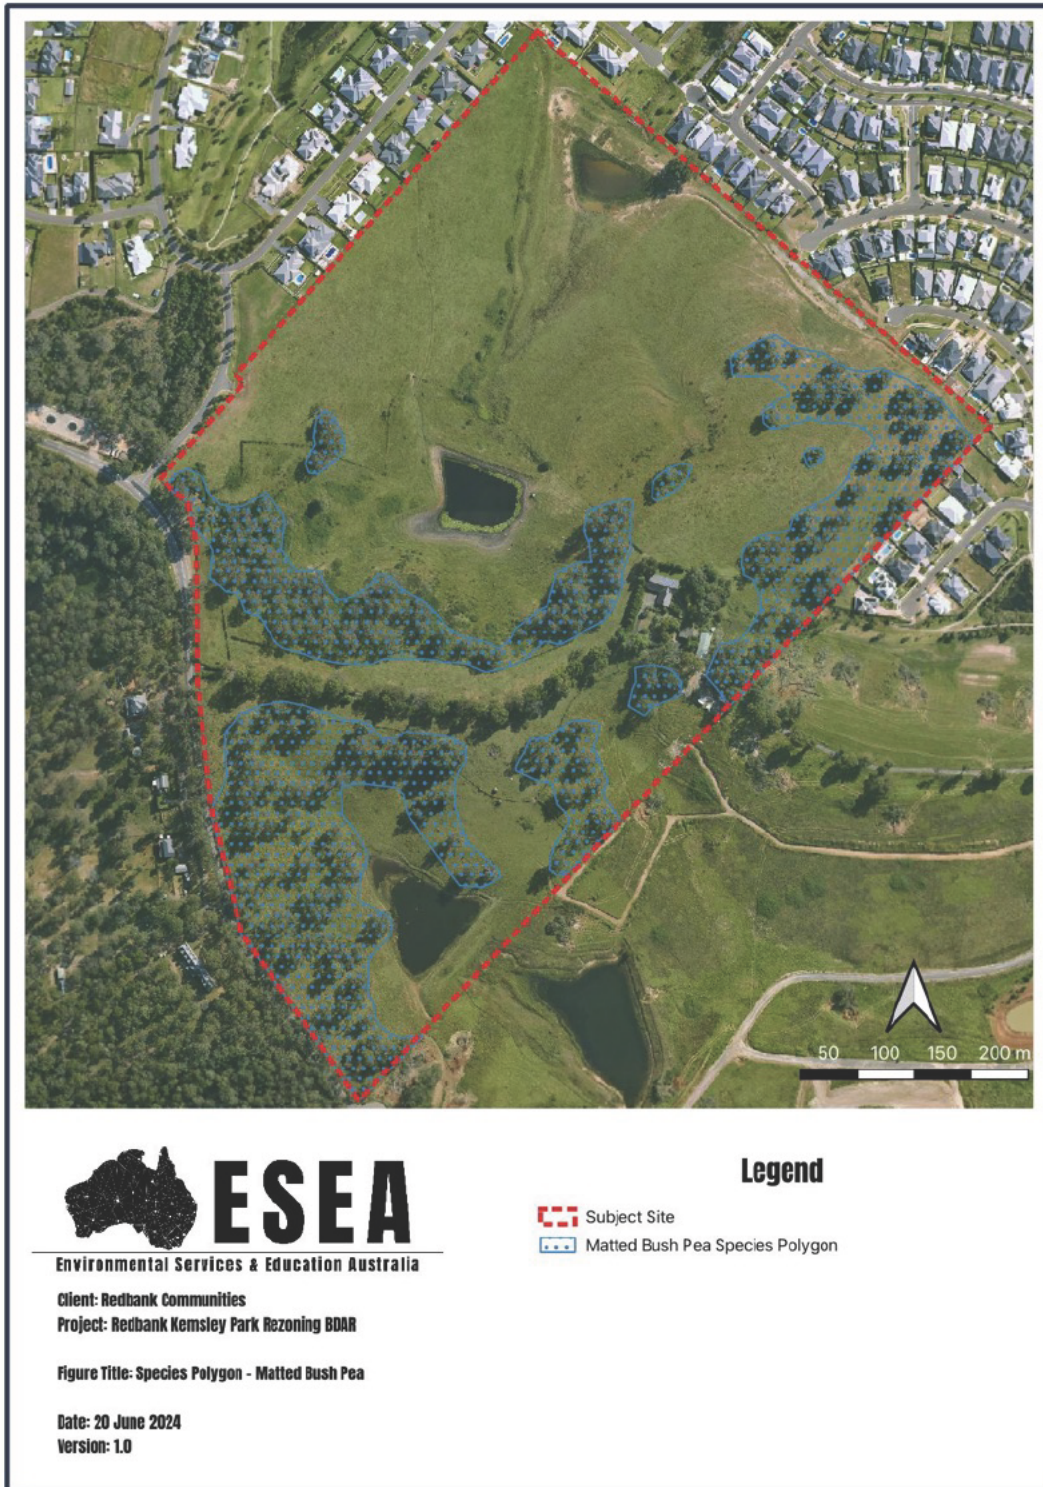 50 100 150 200 m
ESEA
Environmental Services & Education Australia
Legend
Subject Site
Matted Bush Pea Species Polygon
Client: Redbank Communities
Project: Redbank Kemsley Park Rezoning BDAR
Figure Title: Species Polygon - Matted Bush Pea
Date: 20 June 2024
Version: 1.0